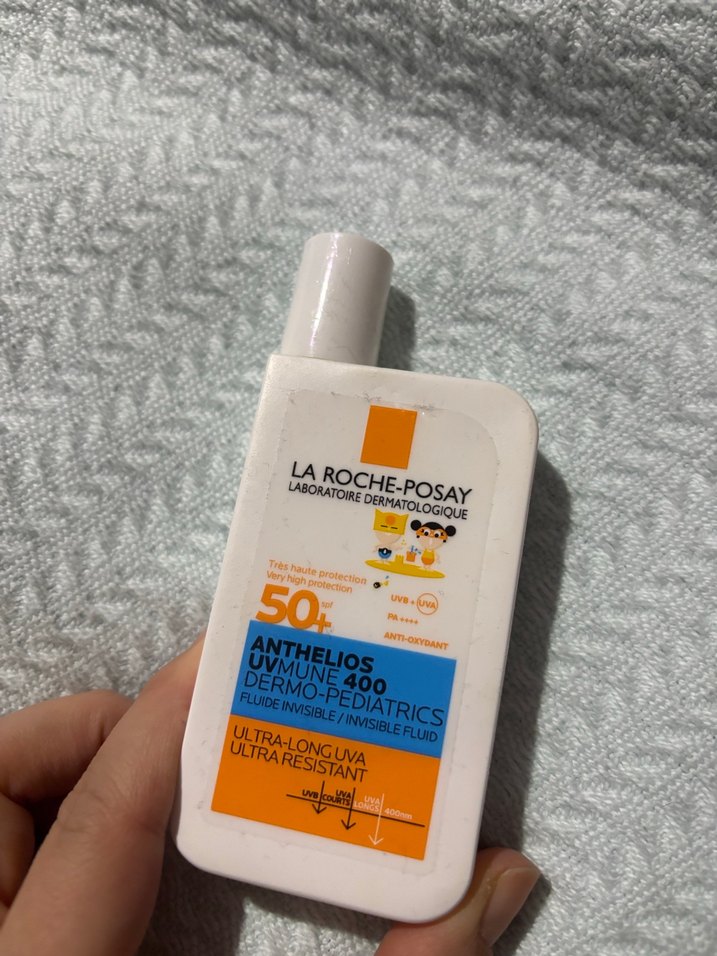 LA ROCHE-POSAY
LABORATOIRE DERMATOLOGIQUE
Très haute protection
Very high protection
50+ spf
UVB + UVA
PA ++++
ANTI-OXYDANT
ANTHELIOS
UVMUNE 400
DERMO-PEDIATRICS
FLUIDE INVISIBLE / INVISIBLE FLUID
ULTRA-LONG UVA
ULTRA RESISTANT
UVB
UVA COURTS
UVA LONGS
400nm